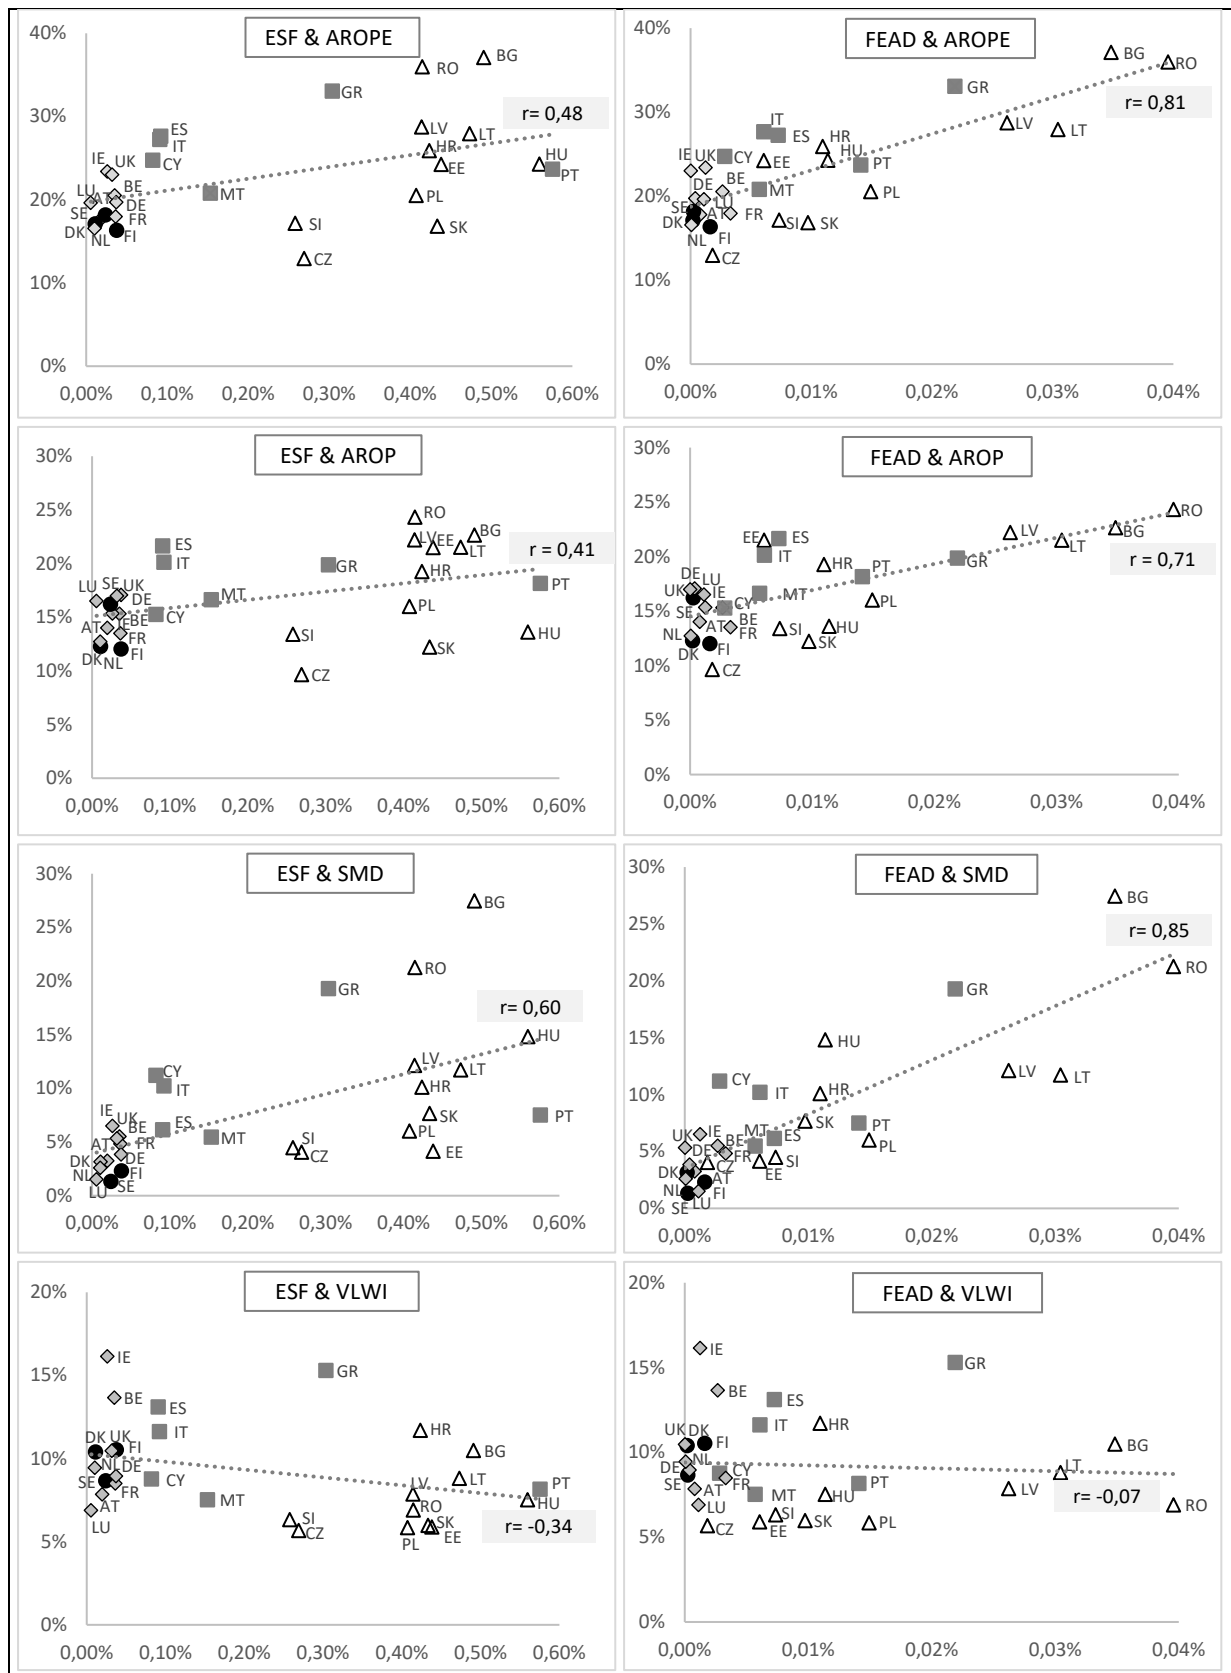 ESF & AROPE
40%
30%
20%
10%
0%
0,00% 0,10% 0,20% 0,30% 0,40% 0,50% 0,60%
RO
BG
GR
r= 0,48
ES
IT
CY
LV
LT
HR
EE
HU
PT
IE
UK
LU
AT
BE
DE
MT
PL
SE
FR
SI
SK
DK
NL
FI
CZ
FEAD & AROPE
40%
30%
20%
10%
0%
0,00% 0,01% 0,02% 0,03% 0,04%
BG
RO
GR
r= 0,81
IT
ES
HR
LV
LT
IE
UK
CY
EE
HU
PT
DE
BE
MT
PL
LU
SE
AT
FR
SI
SK
NL
DK
FI
CZ
ESF & AROP
30%
25%
20%
15%
10%
5%
0%
0,00% 0,10% 0,20% 0,30% 0,40% 0,50% 0,60%
RO
BG
ES
LV
EE
LT
r = 0,41
IT
GR
HR
LU
SE
UK
DE
MT
PT
CY
PL
AT
IE
BE
FR
SI
HU
DK
NL
FI
SK
CZ
FEAD & AROP
30%
25%
20%
15%
10%
5%
0%
0,00% 0,01% 0,02% 0,03% 0,04%
RO
BG
LV
LT
EE
ES
IT
GR
r = 0,71
HR
PT
DE
LU
UK
IE
MT
CY
SE
BE
PL
AT
FR
SI
HU
NL
DK
FI
SK
CZ
ESF & SMD
30%
25%
20%
15%
10%
5%
0%
0,00% 0,10% 0,20% 0,30% 0,40% 0,50% 0,60%
BG
RO
GR
r= 0,60
HU
CY
IT
LV
LT
HR
IE
UK
BE
ES
SK
PT
AT
FR
MT
PL
DK
DE
SI
CZ
EE
NL
FI
LU
SE
FEAD & SMD
30%
25%
20%
15%
10%
5%
0%
0,00% 0,01% 0,02% 0,03% 0,04%
BG
r= 0,85
RO
GR
HU
CY
IT
HR
LV
LT
UK
IE
BE
MT
ES
SK
PT
DE
FR
PL
DK
CZ
EE
SI
NL
AT
FI
SE
LU
ESF & VLWI
20%
15%
10%
5%
0%
0,00% 0,10% 0,20% 0,30% 0,40% 0,50% 0,60%
IE
GR
BE
ES
IT
HR
DK
UK
FI
BG
NL
DE
SE
CY
LV
LT
PT
FR
AT
MT
RO
HU
LU
SI
CZ
SK
PL
EE
r= -0,34
FEAD & VLWI
20%
15%
10%
5%
0%
0,00% 0,01% 0,02% 0,03% 0,04%
IE
GR
BE
ES
IT
HR
UK
DK
FI
BG
NL
DE
CY
LT
SE
FR
PT
AT
MT
HU
LV
r= -0,07
LU
RO
CZ
SI
EE
SK
PL